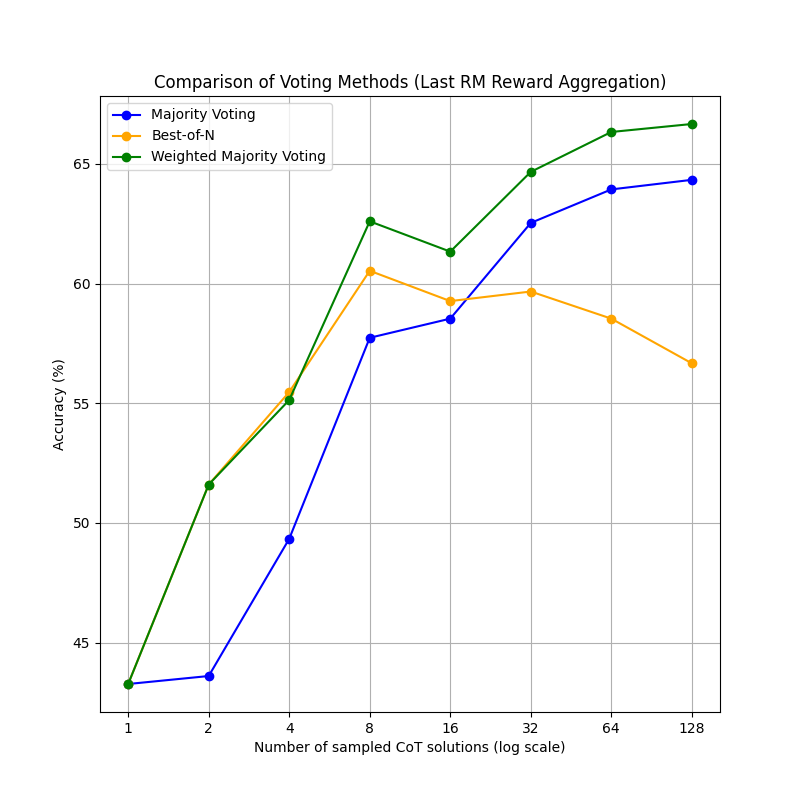 Comparison of Voting Methods (Last RM Reward Aggregation)
Majority Voting
Best-of-N
Weighted Majority Voting
65
60
55
50
45
Accuracy (%)
1 2 4 8 16 32 64 128
Number of sampled CoT solutions (log scale)